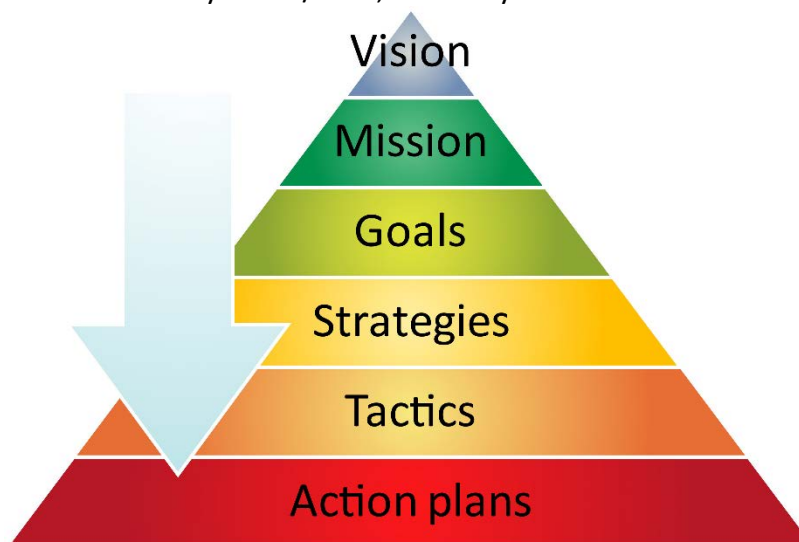 Vision
Mission
Goals
Strategies
Tactics
Action plans